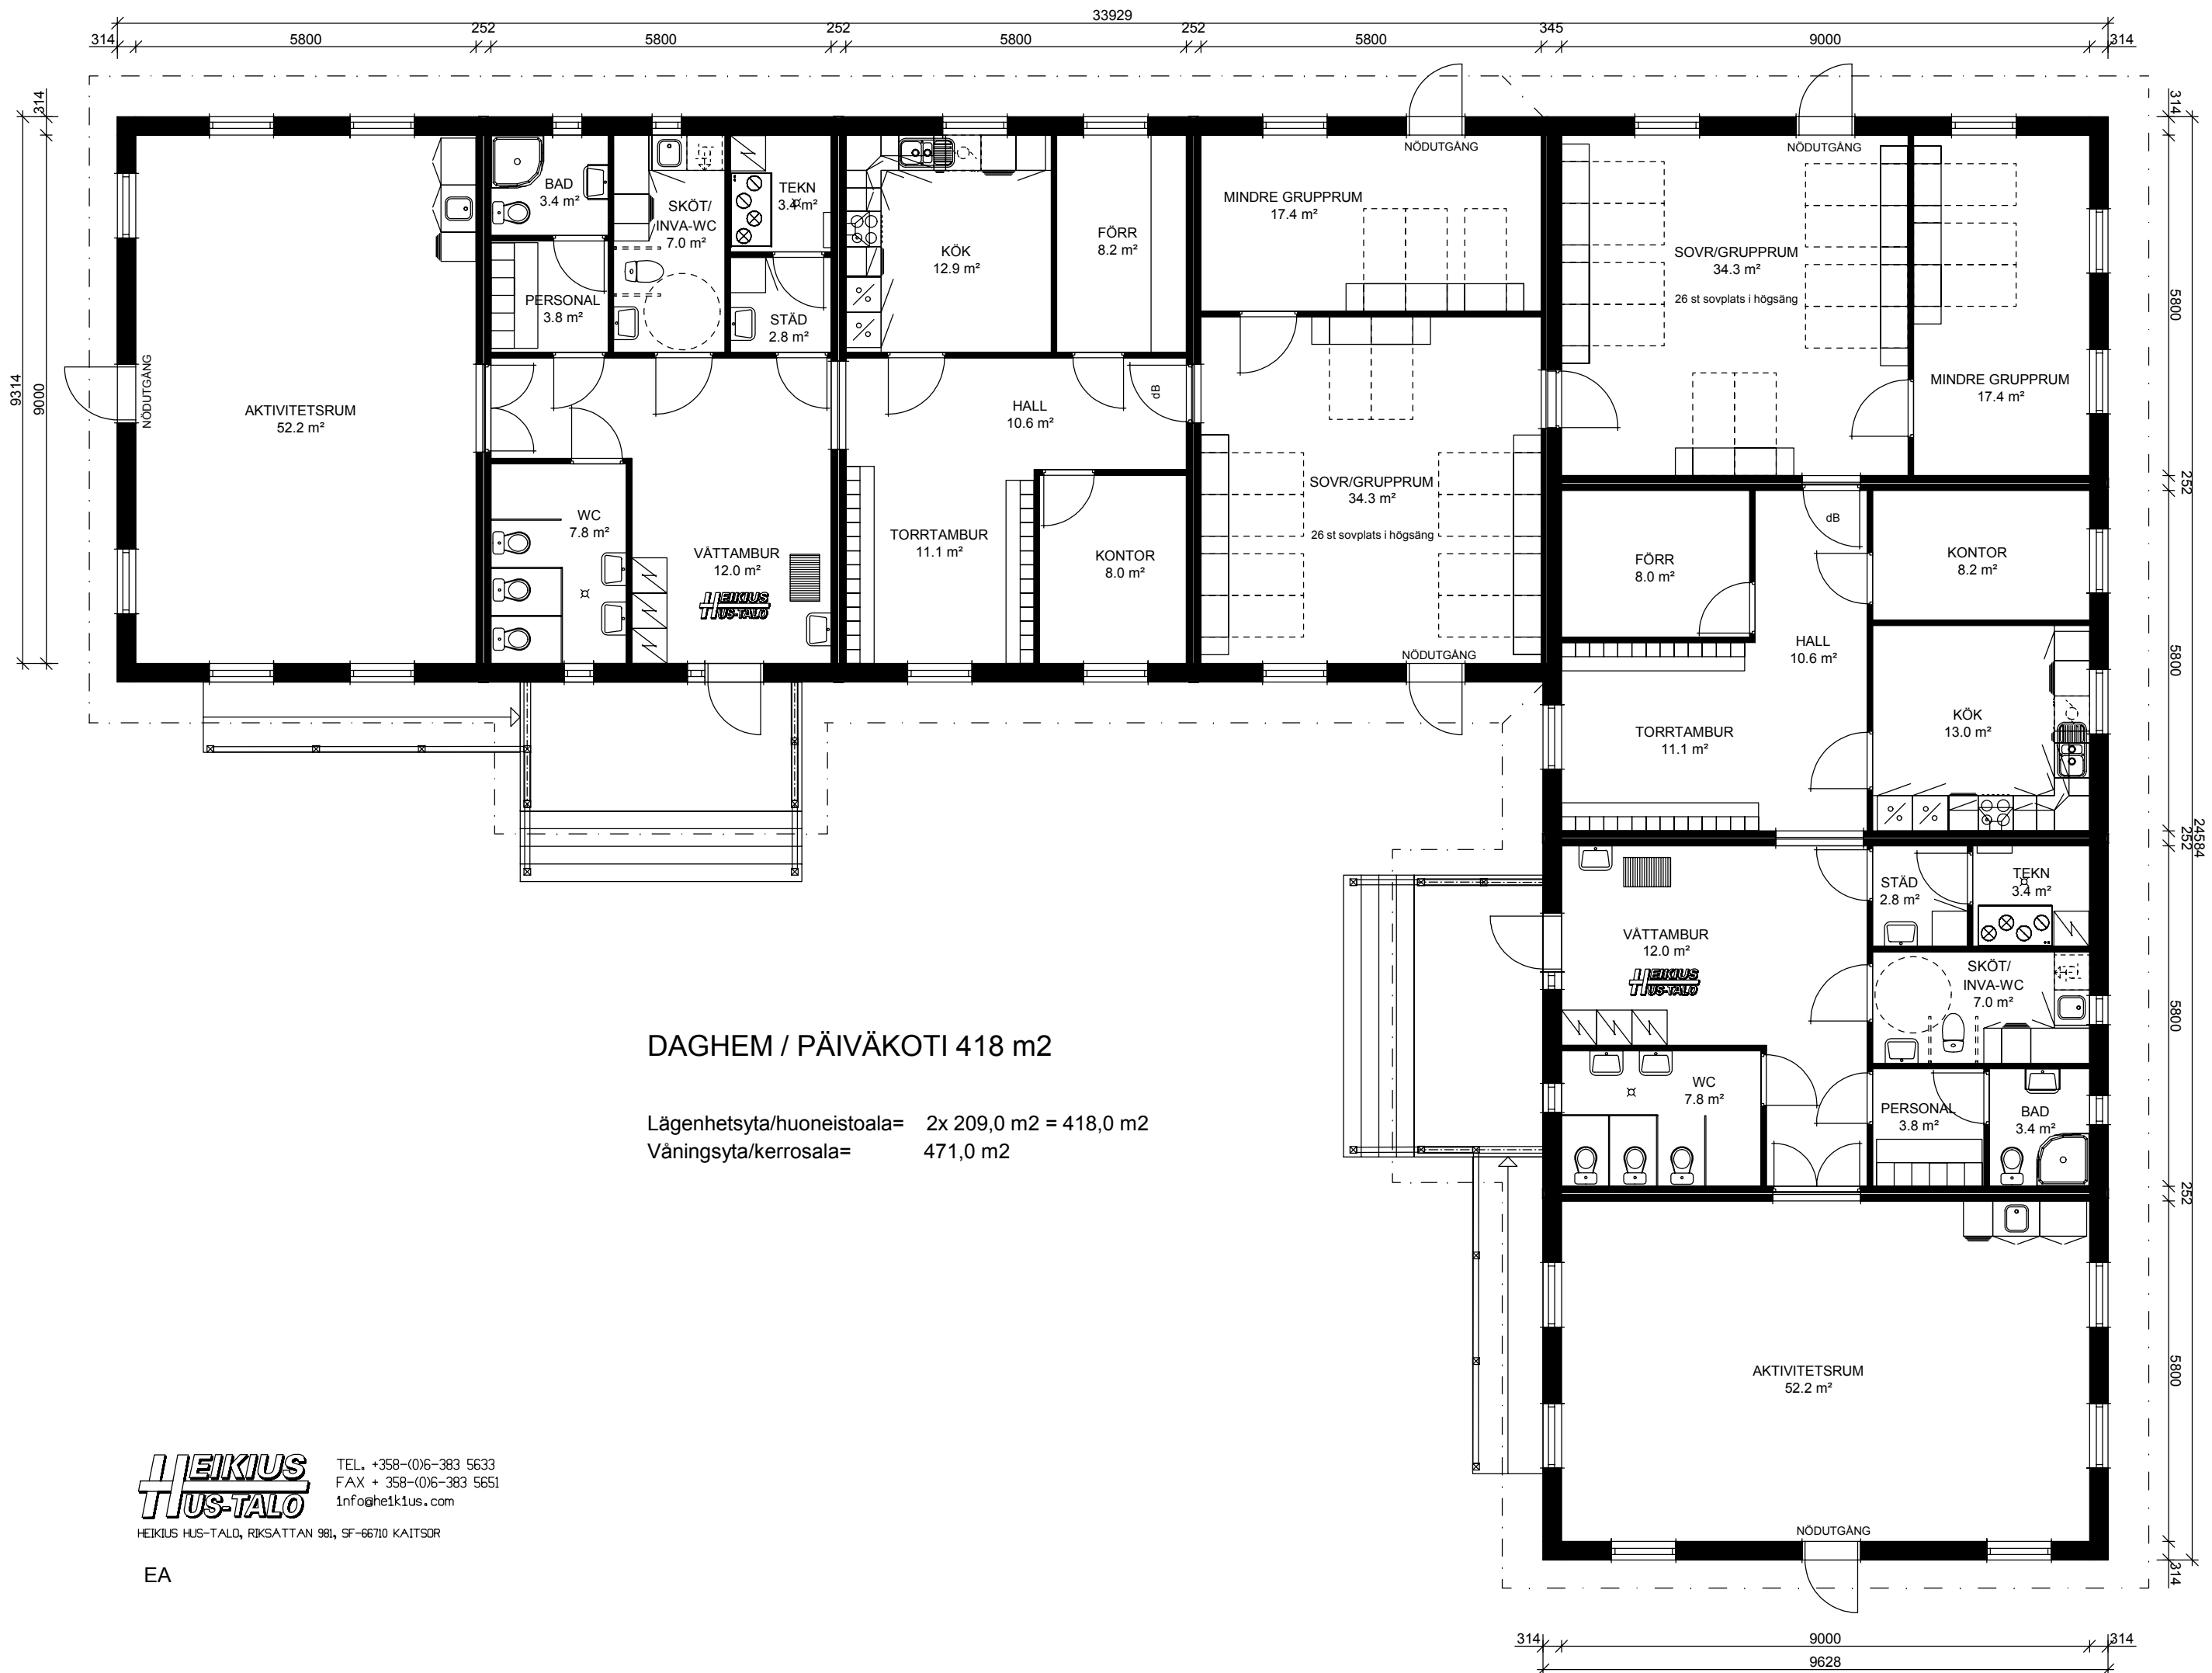 33929
314
5800
252
5800
252
5800
252
5800
345
9000
314
314
9314
9000
NÖDUTGÅNG
NÖDUTGÅNG
NÖDUTGÅNG
AKTIVITETSRUM
52.2 m²
BAD
3.4 m²
PERSONAL
3.8 m²
SKÖT/
INVA-WC
7.0 m²
TEKN
3.4 m²
STÄD
2.8 m²
WC
7.8 m²
VÅTTAMBUR
12.0 m²
HEIKIUS
HUS-TALO
KÖK
12.9 m²
FÖRR
8.2 m²
HALL
10.6 m²
dB
TORRTAMBUR
11.1 m²
KONTOR
8.0 m²
MINDRE GRUPPRUM
17.4 m²
SOVR/GRUPPRUM
34.3 m²
26 st sovplats i högsäng
NÖDUTGÅNG
SOVR/GRUPPRUM
34.3 m²
26 st sovplats i högsäng
MINDRE GRUPPRUM
17.4 m²
dB
FÖRR
8.0 m²
KONTOR
8.2 m²
HALL
10.6 m²
TORRTAMBUR
11.1 m²
KÖK
13.0 m²
VÅTTAMBUR
12.0 m²
HEIKIUS
HUS-TALO
STÄD
2.8 m²
TEKN
3.4 m²
SKÖT/
INVA-WC
7.0 m²
WC
7.8 m²
PERSONAL
3.8 m²
BAD
3.4 m²
AKTIVITETSRUM
52.2 m²
NÖDUTGÅNG
314
5800
252
5800
252
24584
5800
252
5800
314
314
9000
314
9628
DAGHEM / PÄIVÄKOTI 418 m2
Lägenhetsyta/huoneistoala= 2x 209,0 m2 = 418,0 m2
Våningsyta/kerrosala= 471,0 m2
HEIKIUS
HUS-TALO
TEL. +358-(0)6-383 5633
FAX + 358-(0)6-383 5651
info@heikius.com
HEIKIUS HUS-TALO, RIKSATTAN 981, SF-66710 KAITSOR
EA